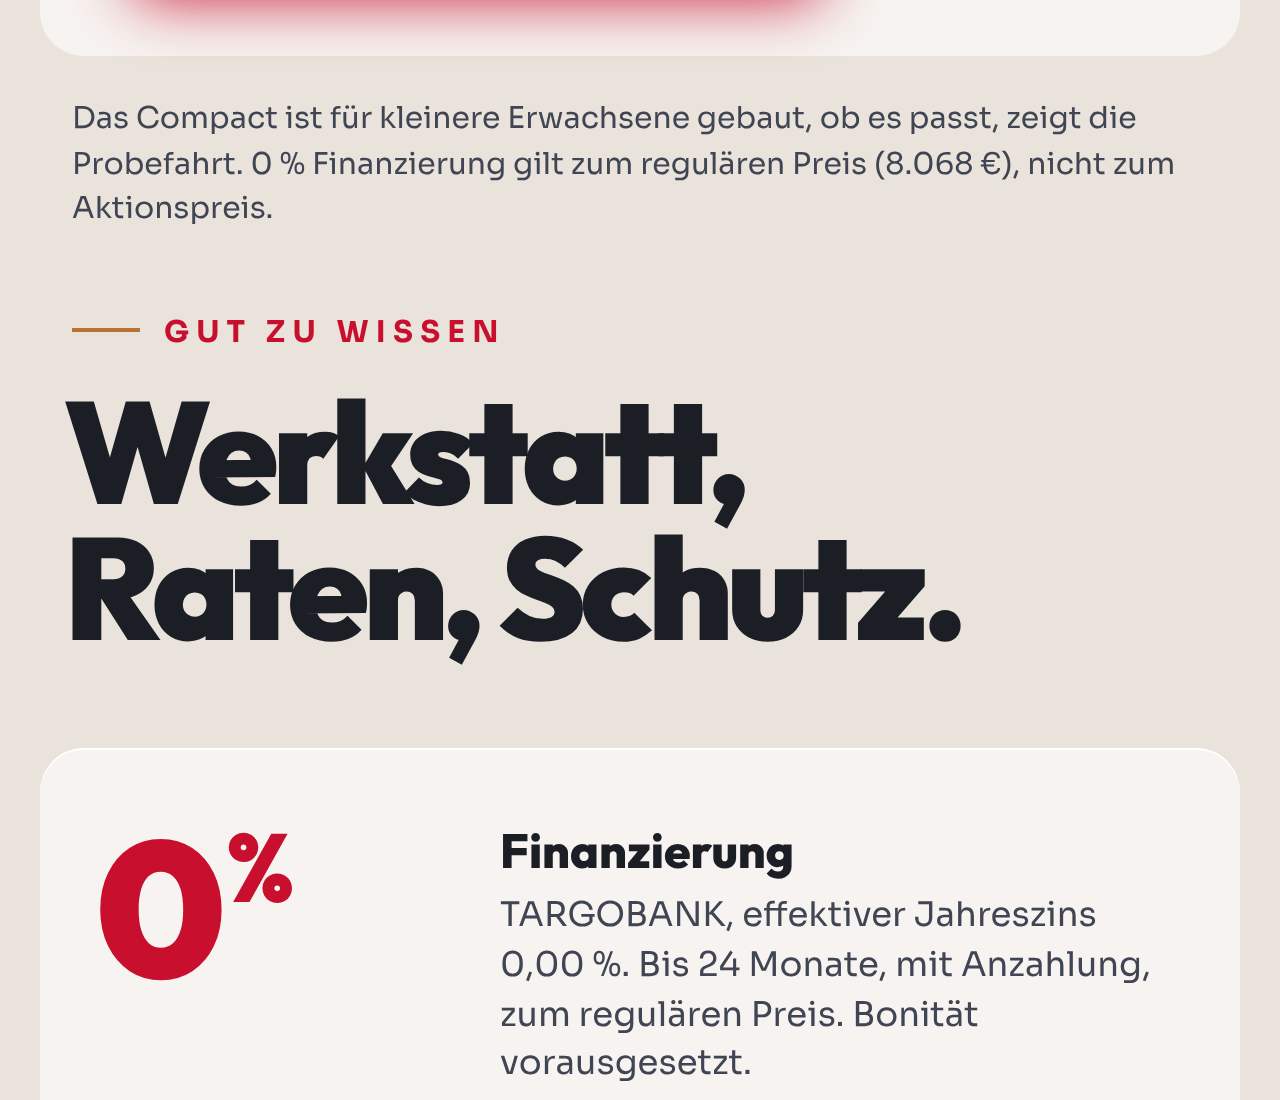 Das Compact ist für kleinere Erwachsene gebaut, ob es passt, zeigt die
Probefahrt. 0 % Finanzierung gilt zum regulären Preis (8.068 €), nicht zum
Aktionspreis.
GUT ZU WISSEN
Werkstatt,
Raten, Schutz.
0%
Finanzierung
TARGOBANK, effektiver Jahreszins
0,00 %. Bis 24 Monate, mit Anzahlung,
zum regulären Preis. Bonität
vorausgesetzt.